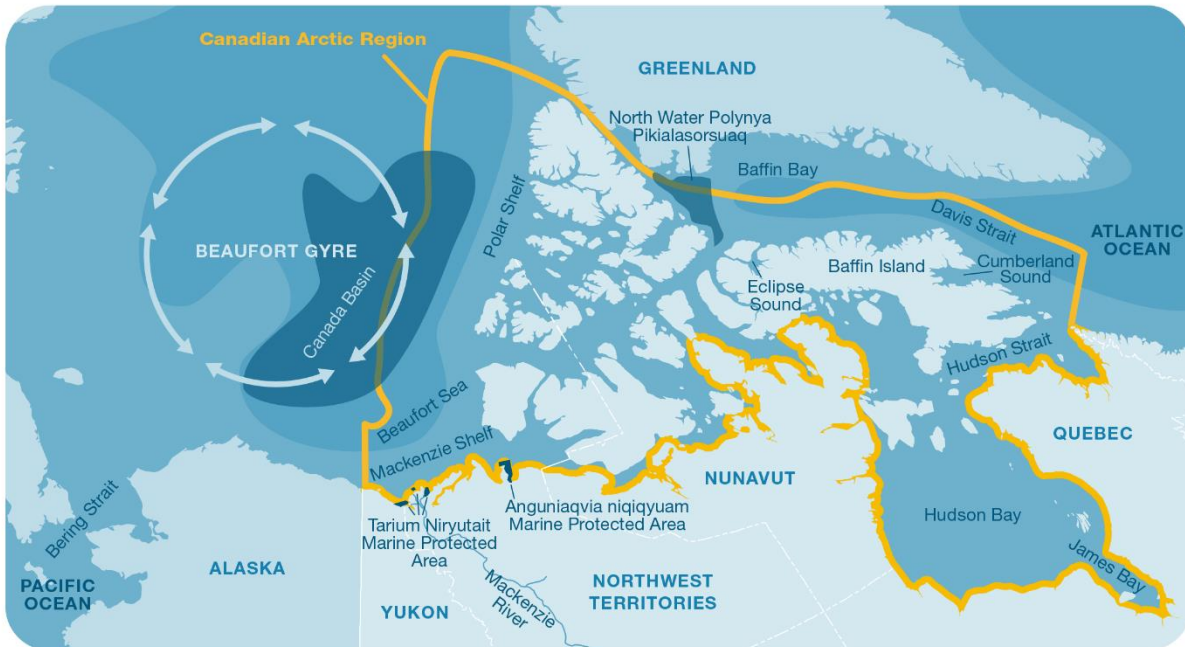 Canadian Arctic Region
GREENLAND
North Water Polynya
Pikialasorsuaq
Baffin Bay
Polar Shelf
Davis Strait
ATLANTIC
OCEAN
BEAUFORT GYRE
Canada Basin
Baffin Island
Cumberland
Sound
Eclipse
Sound
Hudson Strait
Beaufort Sea
Mackenzie Shelf
QUEBEC
NUNAVUT
Bering Strait
Anguniaqvia niqiqyuam
Marine Protected Area
Hudson Bay
Tarium Niryutait
Marine Protected
Area
James Bay
ALASKA
PACIFIC
OCEAN
Mackenzie
River
NORTHWEST
TERRITORIES
YUKON